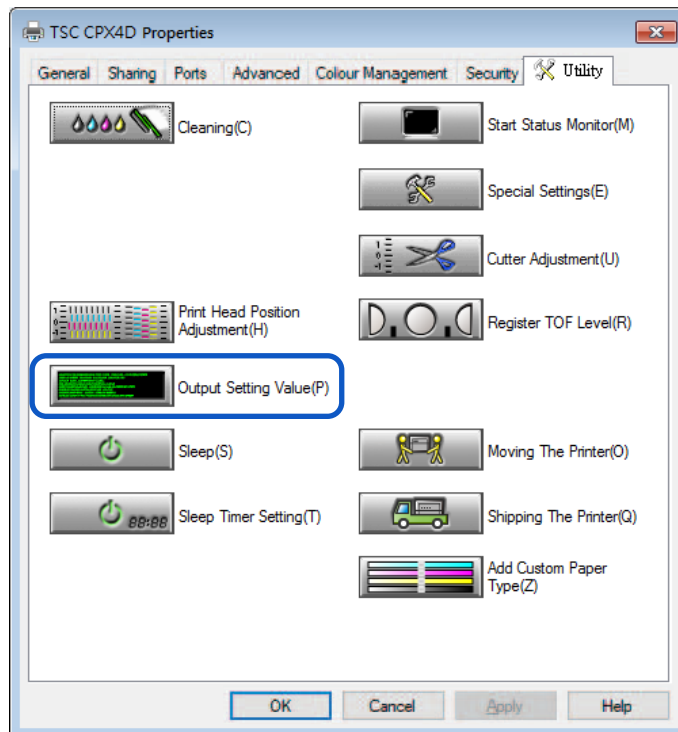 TSC CPX4D Properties
General Sharing Ports Advanced Colour Management Security Utility
Cleaning(C)
Start Status Monitor(M)
Special Settings(E)
Cutter Adjustment(U)
Print Head Position
Adjustment(H)
Register TOF Level(R)
Output Setting Value(P)
Sleep(S)
Moving The Printer(O)
88:88
Sleep Timer Setting(T)
Shipping The Printer(Q)
Add Custom Paper
Type(Z)
OK Cancel Apply Help